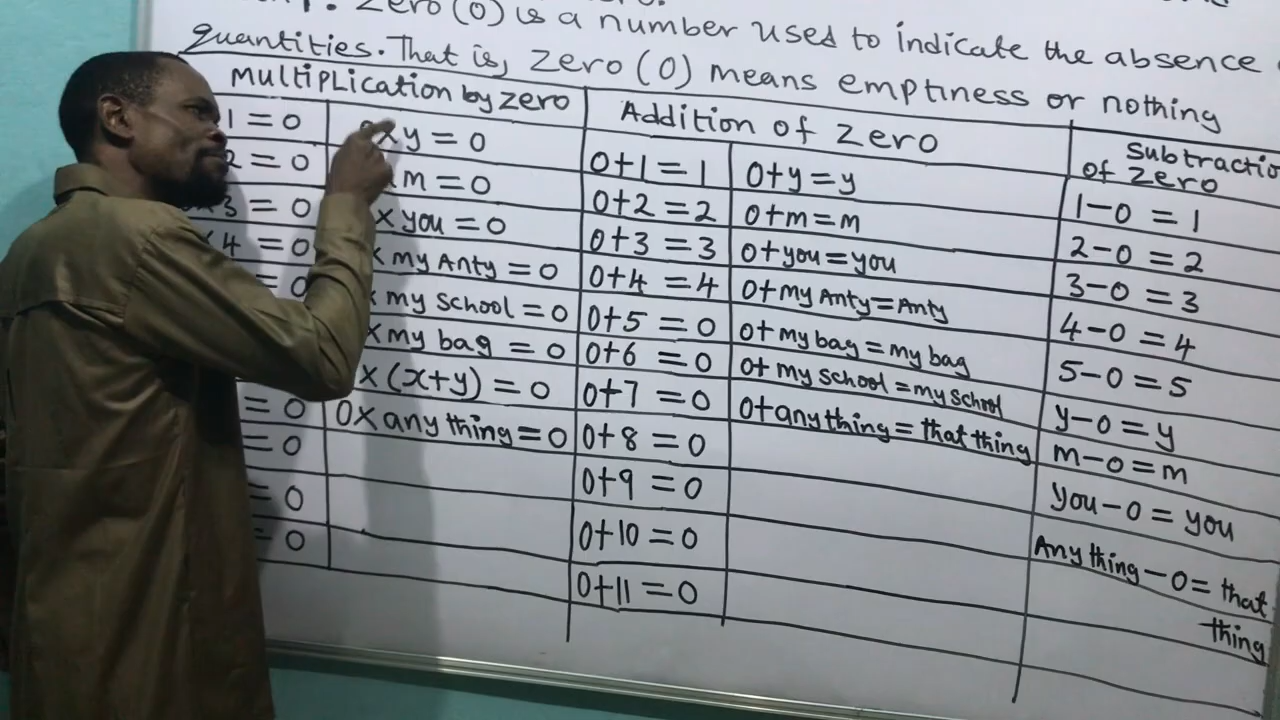 Zero (0) is a number used to indicate the absence
quantities. That is, Zero (0) means emptiness or nothing
Multiplication by zero
Addition of Zero
Subtractio
of Zero
1 = 0
2 = 0
3 = 0
4 = 0
= 0
= 0
= 0
= 0
= 0
x y = 0
m = 0
x you = 0
x my Anty = 0
x my school = 0
x my bag = 0
x (x+y) = 0
0x any thing = 0
0+1 = 1
0+2 = 2
0+3 = 3
0+4 = 4
0+5 = 0
0+6 = 0
0+7 = 0
0+8 = 0
0+9 = 0
0+10 = 0
0+11 = 0
0+y=y
0+m=m
0+you=you
0+my Anty=Anty
0+my bag=my bag
0+my school=my school
0+any thing=that thing
1-0 = 1
2-0 = 2
3-0 = 3
4-0 = 4
5-0 = 5
y-0 = y
m-0=m
you-0 = you
Any thing-0= that
thing